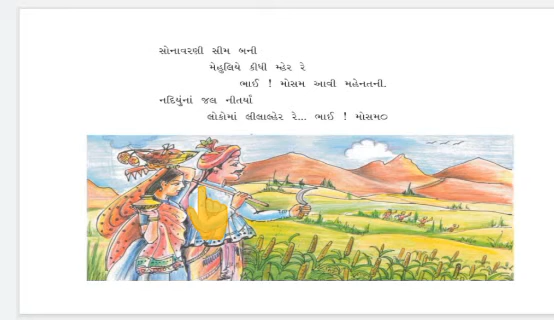 સોનાવરણી સીમ બની
મેહુલિયે કીધી મ્હેર રે
ભાઈ ! મોસમ આવી મહેનતની.
નદિયુંનાં જલ નીતર્યાં
લોકોમાં લીલાલ્હેર રે... ભાઈ ! મોસમ૦